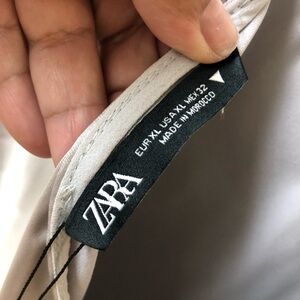 ZARA
EUR XL USA XL MEX 32
MADE IN MOROCCO